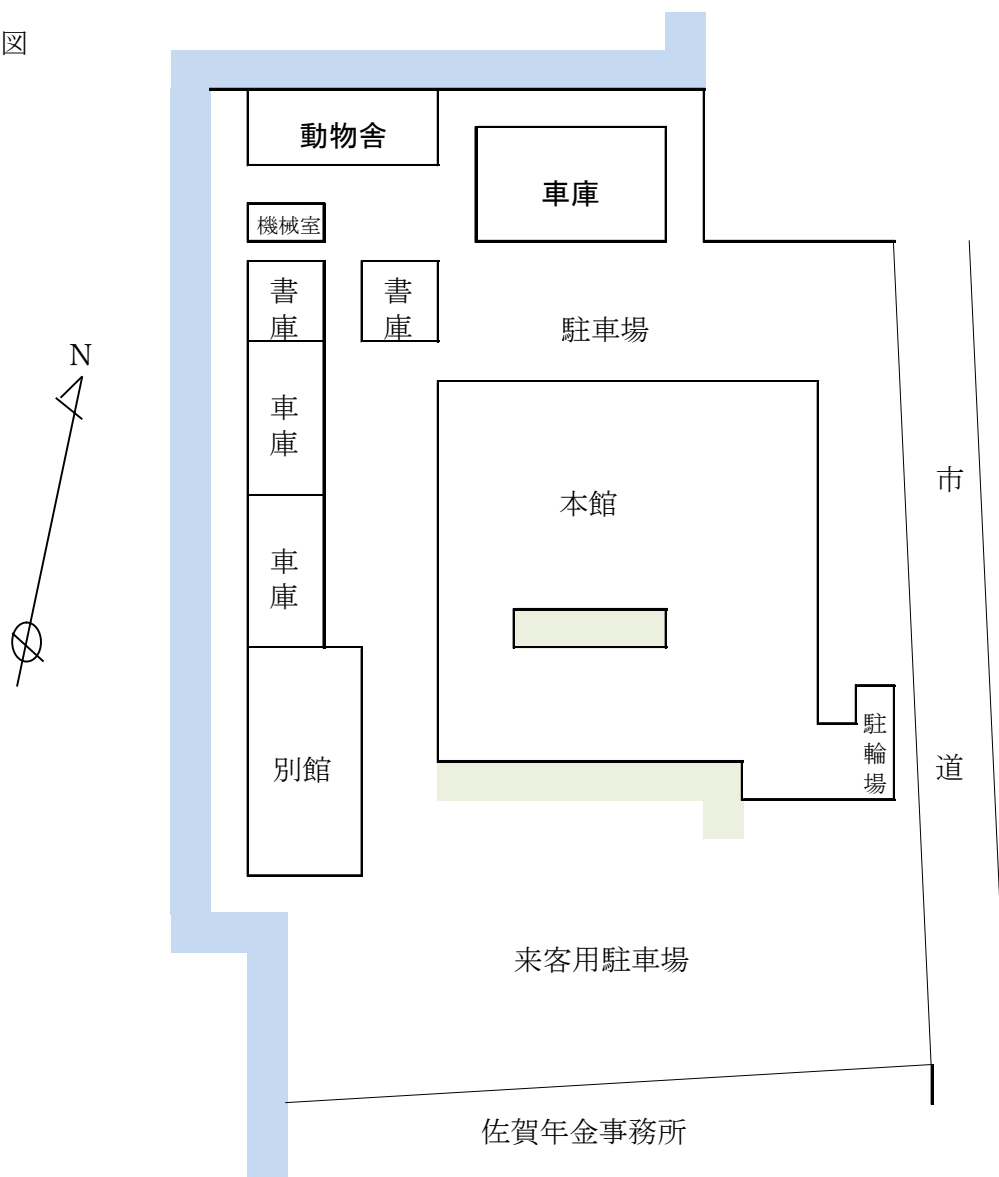 図
動物舎
車庫
機械室
書庫
書庫
駐車場
N
車庫
市道
本館
車庫
駐輪場
別館
来客用駐車場
佐賀年金事務所